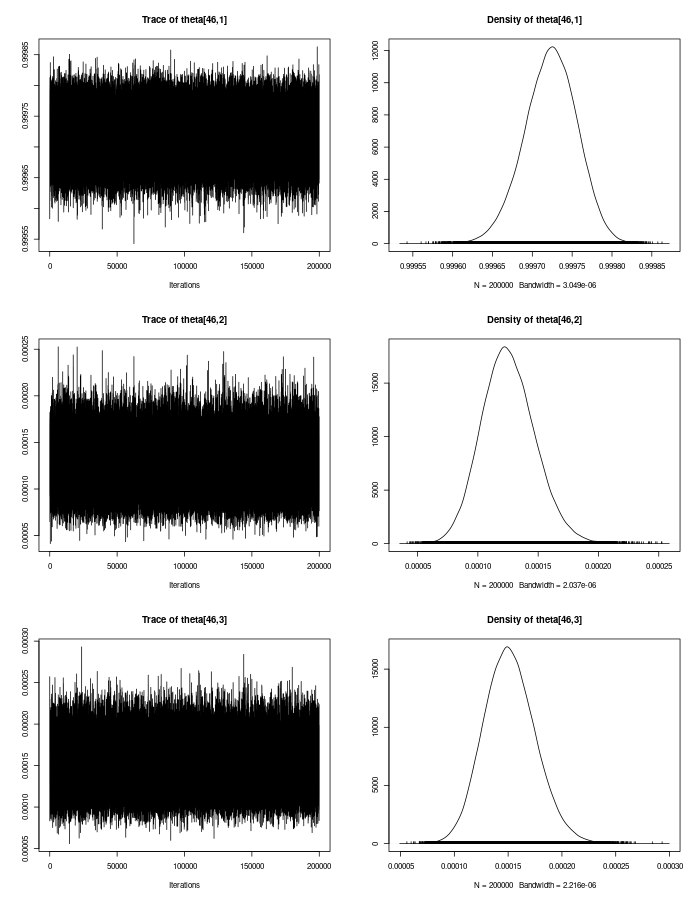 Trace of theta[46,1]
0.99955 0.99965 0.99975 0.99985
0 50000 100000 150000 200000
Iterations
Density of theta[46,1]
0 2000 4000 6000 8000 10000 12000
0.99955 0.99960 0.99965 0.99970 0.99975 0.99980 0.99985
N = 200000 Bandwidth = 3.049e-06
Trace of theta[46,2]
0.00005 0.00010 0.00015 0.00020 0.00025
0 50000 100000 150000 200000
Iterations
Density of theta[46,2]
0 5000 10000 15000
0.00005 0.00010 0.00015 0.00020 0.00025
N = 200000 Bandwidth = 2.037e-06
Trace of theta[46,3]
0.00005 0.00010 0.00015 0.00020 0.00025 0.00030
0 50000 100000 150000 200000
Iterations
Density of theta[46,3]
0 5000 10000 15000
0.00005 0.00010 0.00015 0.00020 0.00025 0.00030
N = 200000 Bandwidth = 2.216e-06